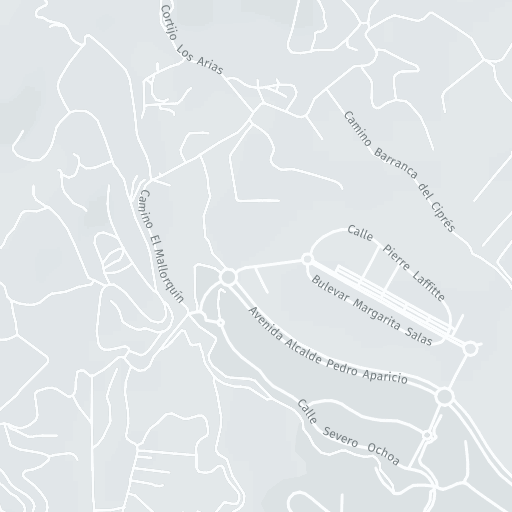 Cortijo Los Arias
Camino Barranca del Ciprés
Camino El Mallorquín
Calle Pierre Laffitte
Bulevar Margarita Salas
Avenida Alcalde Pedro Aparicio
Calle Severo Ochoa